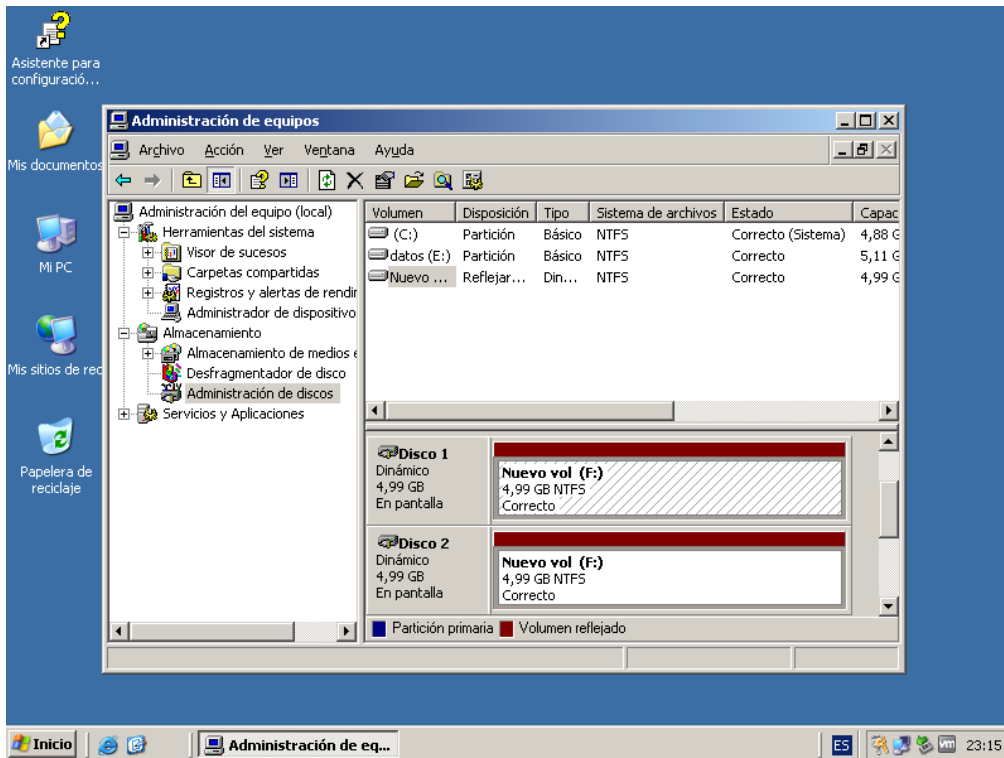 Asistente para
configuració...
Mis documentos
Mi PC
Mis sitios de red
Papelera de
reciclaje
Administración de equipos
Archivo Acción Ver Ventana Ayuda
Administración del equipo (local)
Herramientas del sistema
Visor de sucesos
Carpetas compartidas
Registros y alertas de rendir
Administrador de dispositivo
Almacenamiento
Almacenamiento de medios e
Desfragmentador de disco
Administración de discos
Servicios y Aplicaciones
Volumen Disposición Tipo Sistema de archivos Estado Capac
(C:) Partición Básico NTFS Correcto (Sistema) 4,88 G
datos (E:) Partición Básico NTFS Correcto 5,11 G
Nuevo ... Reflejar... Din... NTFS Correcto 4,99 G
Disco 1
Dinámico
4,99 GB
En pantalla
Nuevo vol (F:)
4,99 GB NTFS
Correcto
Disco 2
Dinámico
4,99 GB
En pantalla
Nuevo vol (F:)
4,99 GB NTFS
Correcto
Partición primaria Volumen reflejado
Inicio
Administración de eq...
ES
vm
23:15